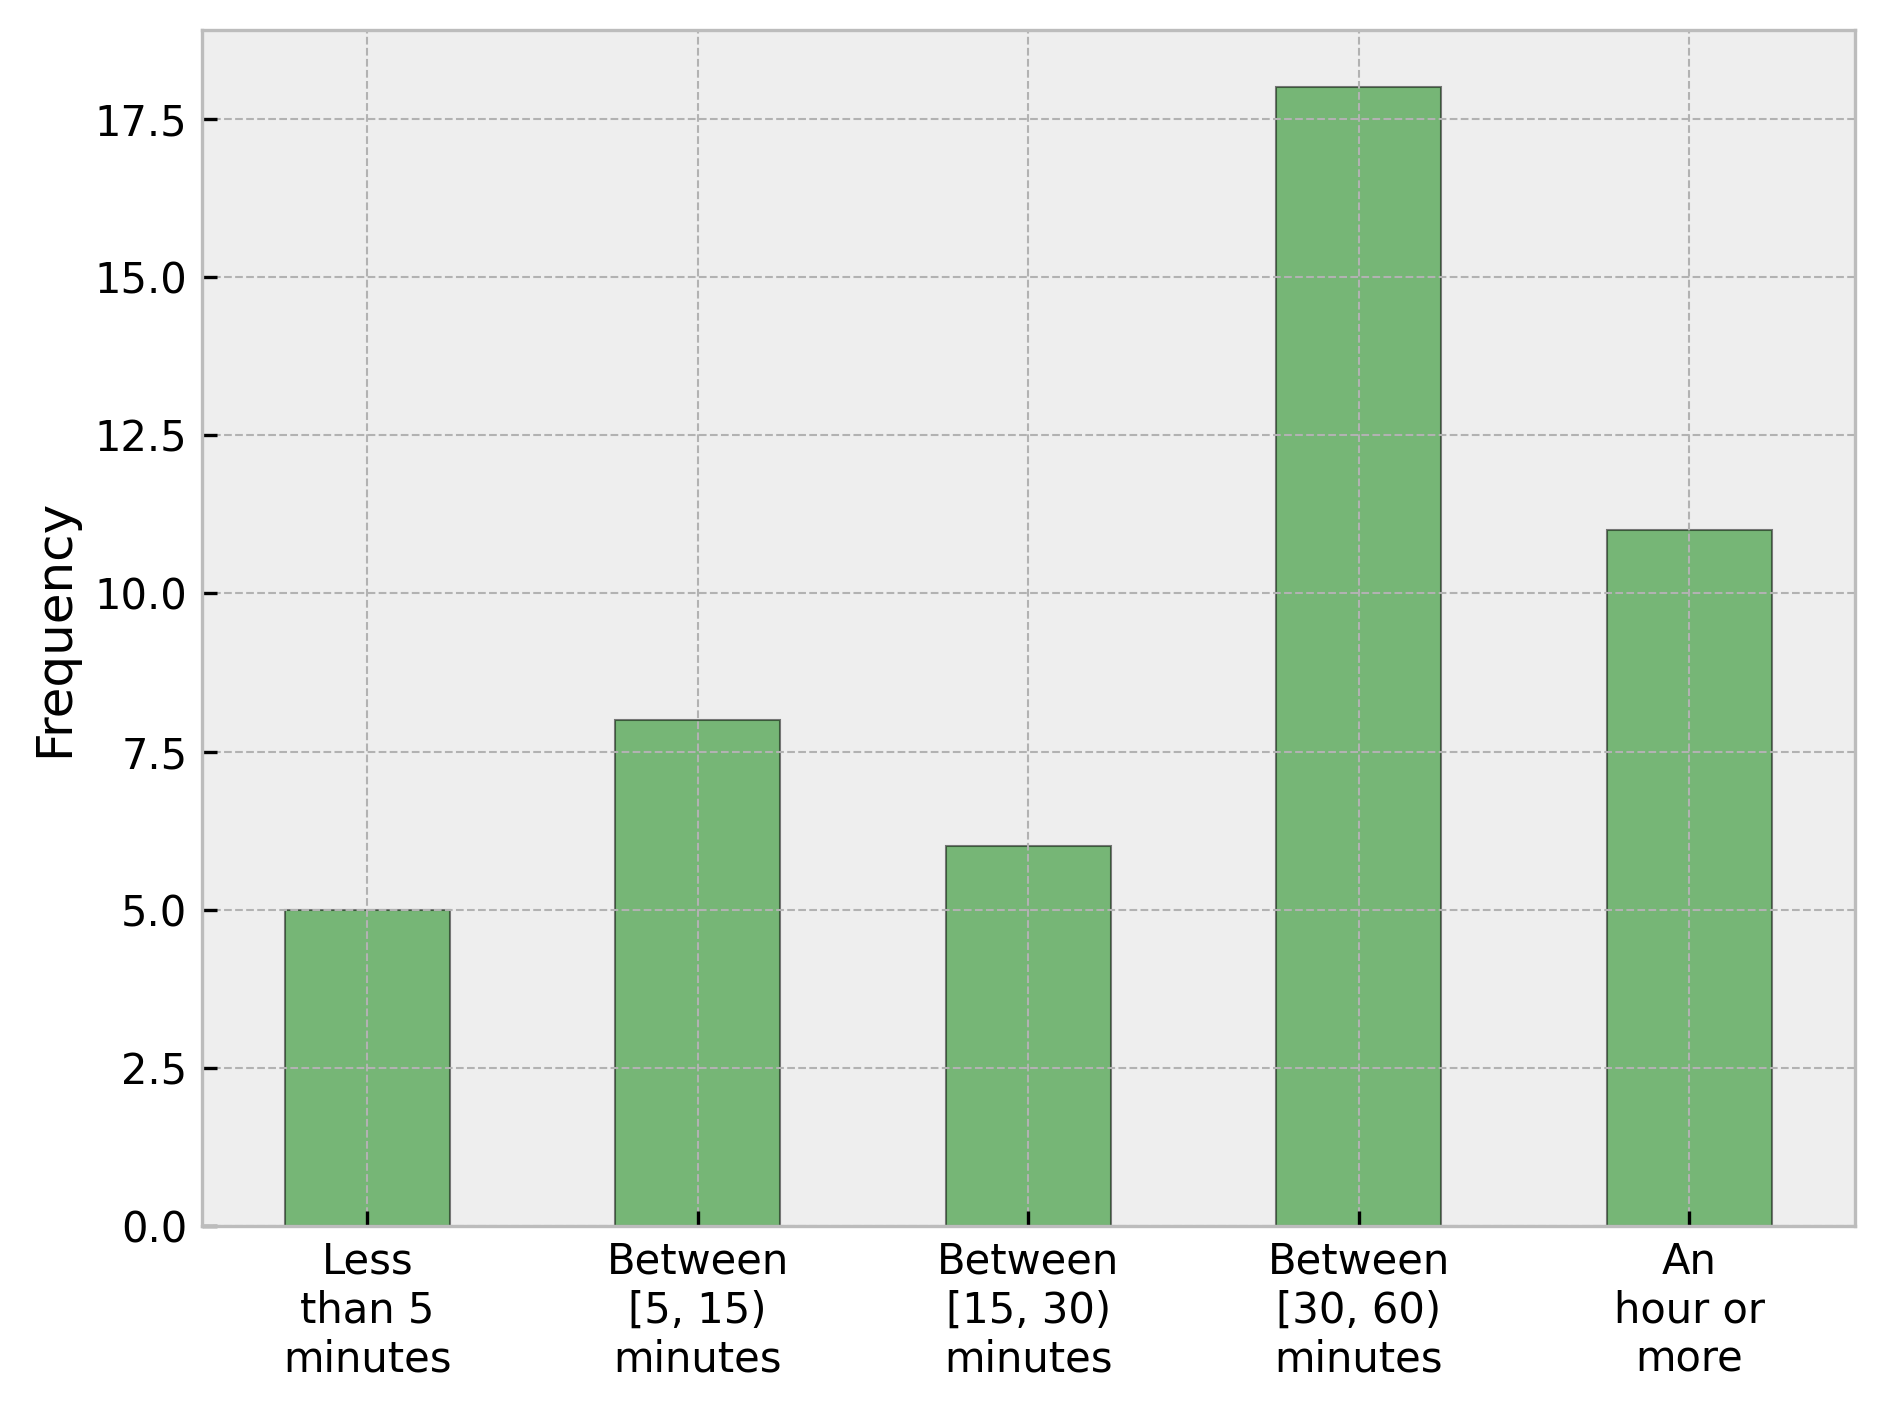 Frequency
17.5
15.0
12.5
10.0
7.5
5.0
2.5
0.0
Less
than 5
minutes
Between
[5, 15)
minutes
Between
[15, 30)
minutes
Between
[30, 60)
minutes
An
hour or
more